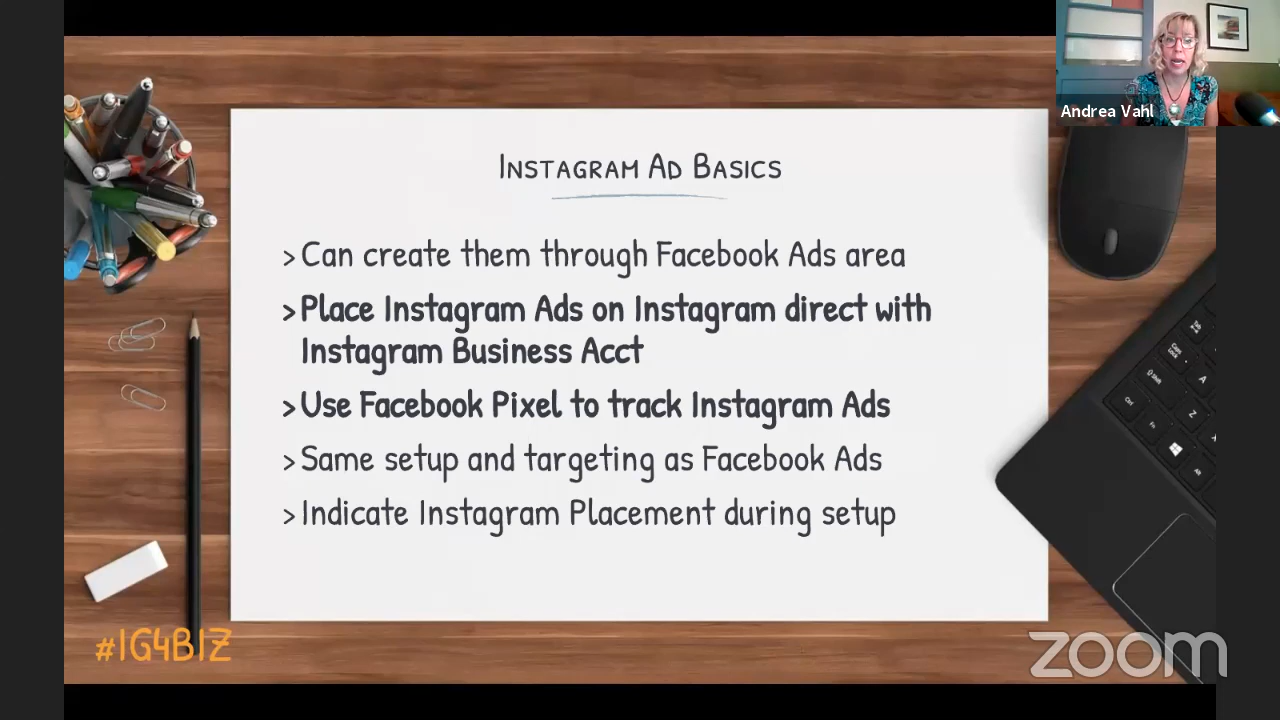 Andrea Vahl
Instagram Ad Basics
> Can create them through Facebook Ads area
> Place Instagram Ads on Instagram direct with
Instagram Business Acct
> Use Facebook Pixel to track Instagram Ads
> Same setup and targeting as Facebook Ads
> Indicate Instagram Placement during setup
#IG4BIZ
zoom